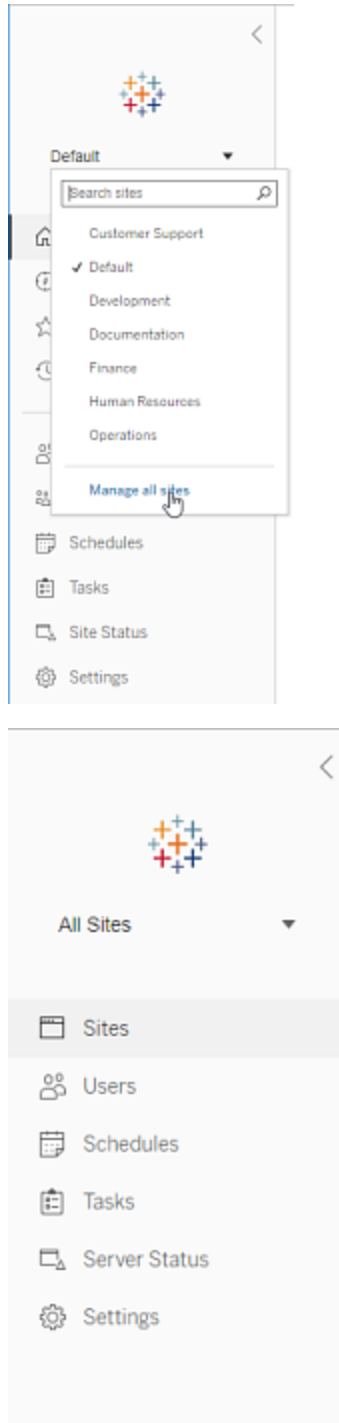 Default
Search sites
Customer Support
Default
Development
Documentation
Finance
Human Resources
Operations
Manage all sites
Schedules
Tasks
Site Status
Settings
All Sites
Sites
Users
Schedules
Tasks
Server Status
Settings